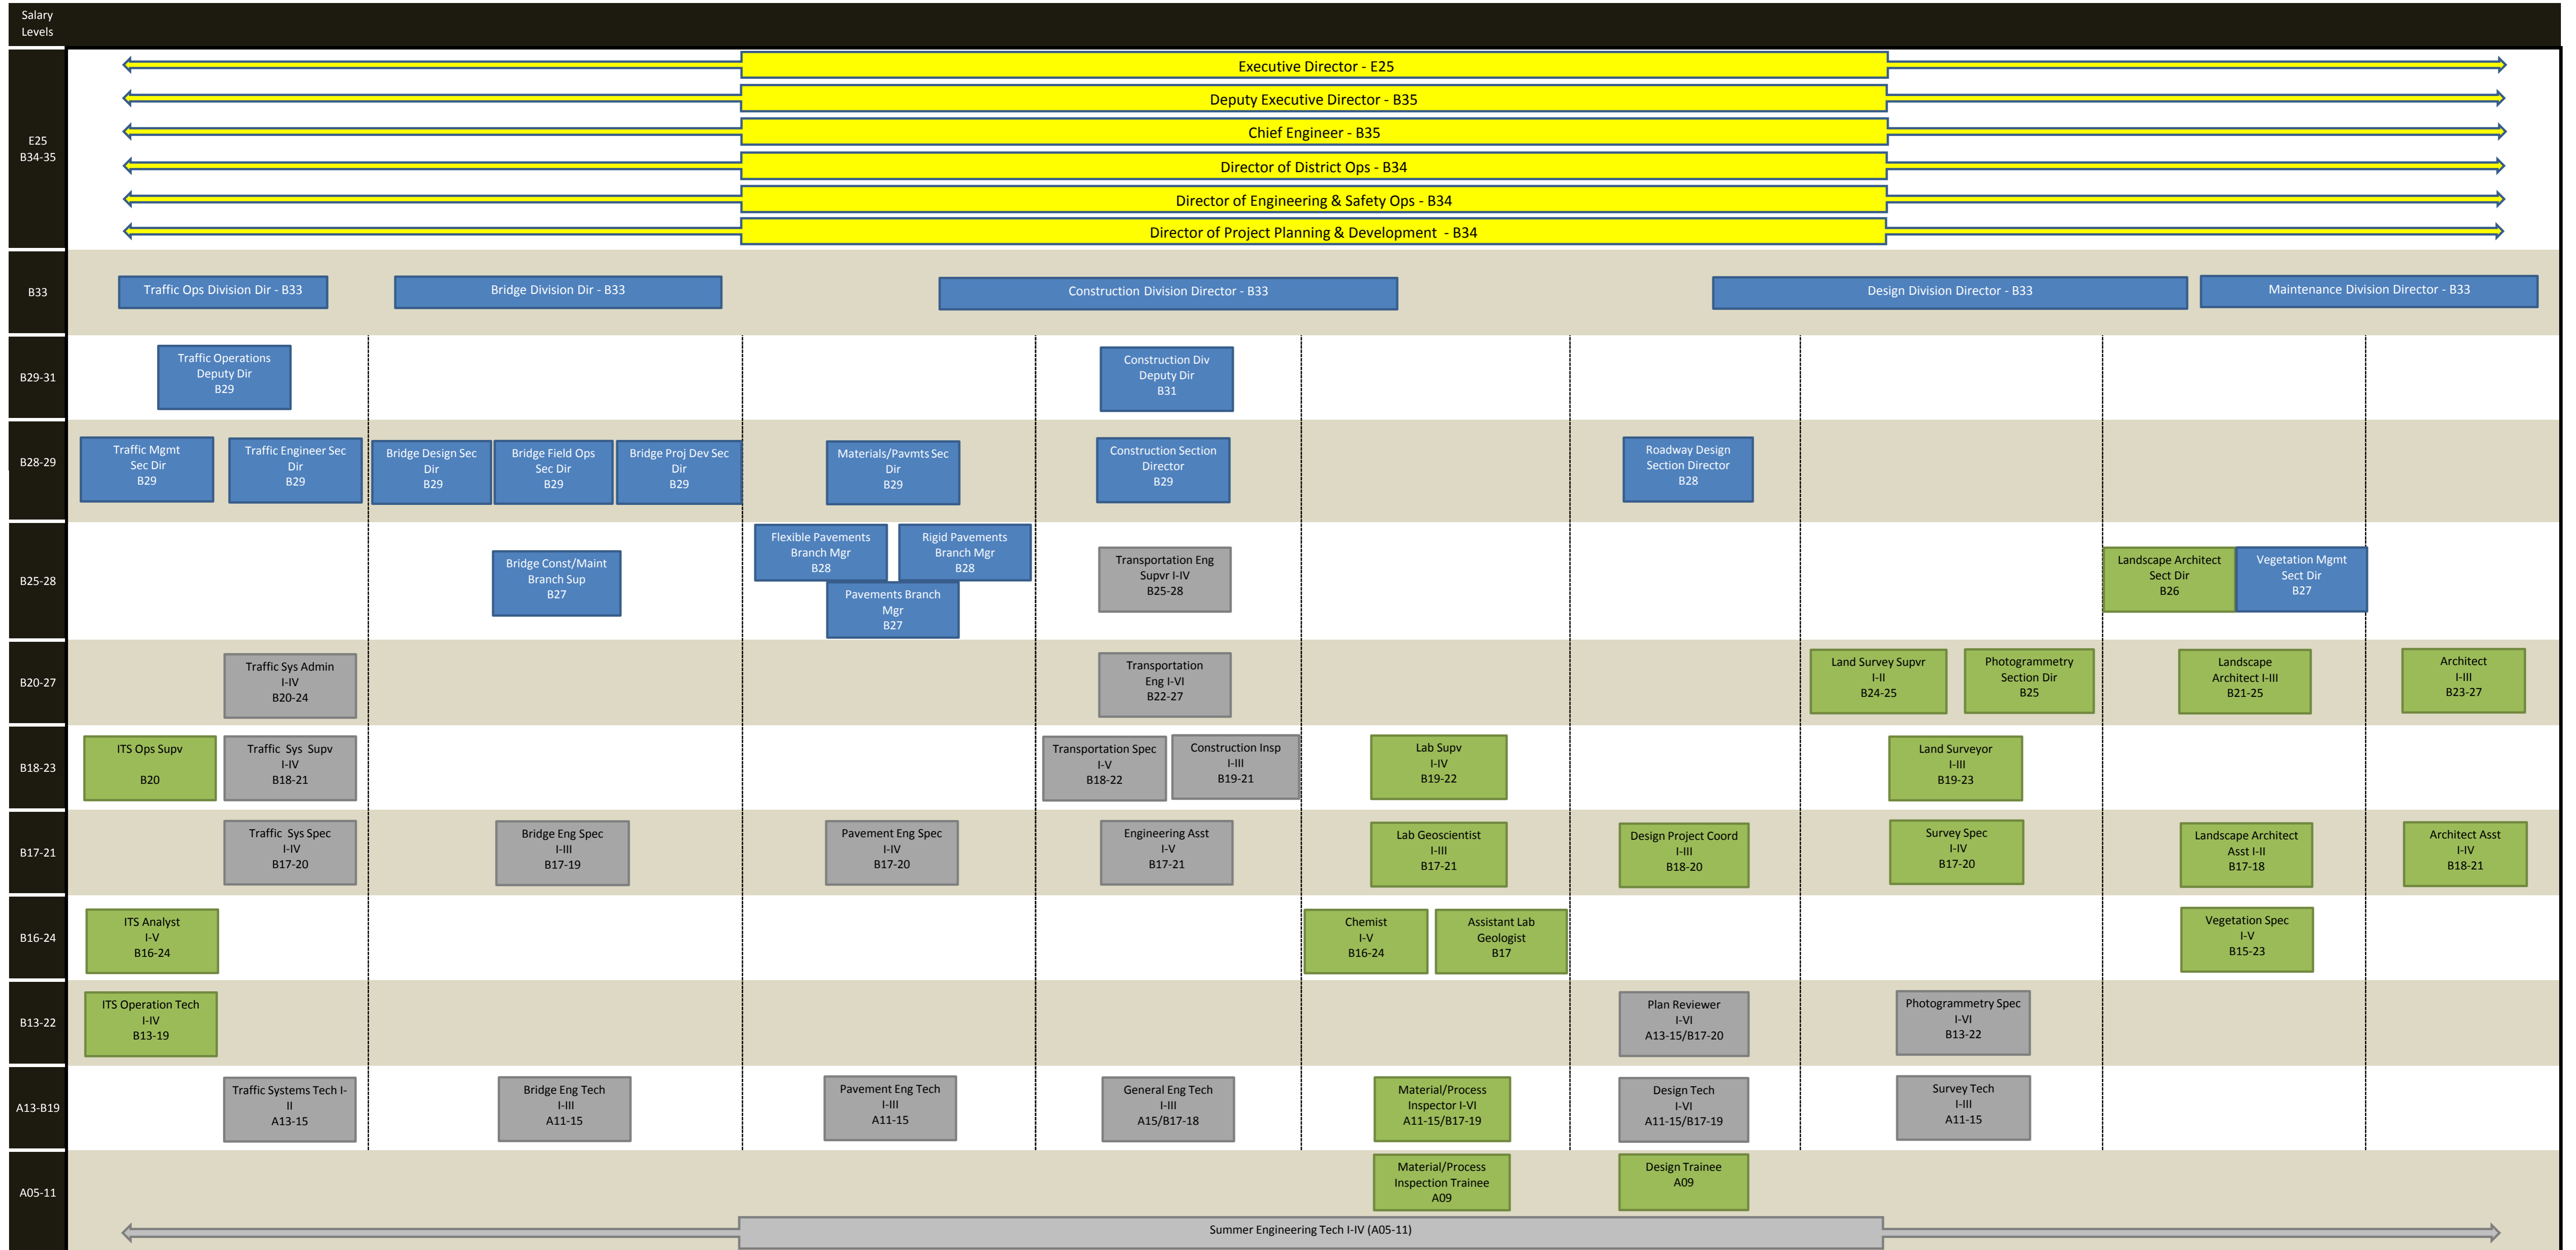 Salary
Levels
E25
B34-35
Executive Director - E25
Deputy Executive Director - B35
Chief Engineer - B35
Director of District Ops - B34
Director of Engineering & Safety Ops - B34
Director of Project Planning & Development - B34
B33
Traffic Ops Division Dir - B33
Bridge Division Dir - B33
Construction Division Director - B33
Design Division Director - B33
Maintenance Division Director - B33
B29-31
Traffic Operations
Deputy Dir
B29
Construction Div
Deputy Dir
B31
B28-29
Traffic Mgmt
Sec Dir
B29
Traffic Engineer Sec
Dir
B29
Bridge Design Sec
Dir
B29
Bridge Field Ops
Sec Dir
B29
Bridge Proj Dev Sec
Dir
B29
Materials/Pavmts Sec
Dir
B29
Construction Section
Director
B29
Roadway Design
Section Director
B28
B25-28
Bridge Const/Maint
Branch Sup
B27
Flexible Pavements
Branch Mgr
B28
Rigid Pavements
Branch Mgr
B28
Pavements Branch
Mgr
B27
Transportation Eng
Supvr I-IV
B25-28
Landscape Architect
Sect Dir
B26
Vegetation Mgmt
Sect Dir
B27
B20-27
Traffic Sys Admin
I-IV
B20-24
Transportation
Eng I-VI
B22-27
Land Survey Supvr
I-II
B24-25
Photogrammetry
Section Dir
B25
Landscape
Architect I-III
B21-25
Architect
I-III
B23-27
B18-23
ITS Ops Supv
B20
Traffic Sys Supv
I-IV
B18-21
Transportation Spec
I-V
B18-22
Construction Insp
I-III
B19-21
Lab Supv
I-IV
B19-22
Land Surveyor
I-III
B19-23
B17-21
Traffic Sys Spec
I-IV
B17-20
Bridge Eng Spec
I-III
B17-19
Pavement Eng Spec
I-IV
B17-20
Engineering Asst
I-V
B17-21
Lab Geoscientist
I-III
B17-21
Design Project Coord
I-III
B18-20
Survey Spec
I-IV
B17-20
Landscape Architect
Asst I-II
B17-18
Architect Asst
I-IV
B18-21
B16-24
ITS Analyst
I-V
B16-24
Chemist
I-V
B16-24
Assistant Lab
Geologist
B17
Vegetation Spec
I-V
B15-23
B13-22
ITS Operation Tech
I-IV
B13-19
Plan Reviewer
I-VI
A13-15/B17-20
Photogrammetry Spec
I-VI
B13-22
A13-B19
Traffic Systems Tech I-
II
A13-15
Bridge Eng Tech
I-III
A11-15
Pavement Eng Tech
I-III
A11-15
General Eng Tech
I-III
A15/B17-18
Material/Process
Inspector I-VI
A11-15/B17-19
Design Tech
I-VI
A11-15/B17-19
Survey Tech
I-III
A11-15
A05-11
Material/Process
Inspection Trainee
A09
Design Trainee
A09
Summer Engineering Tech I-IV (A05-11)